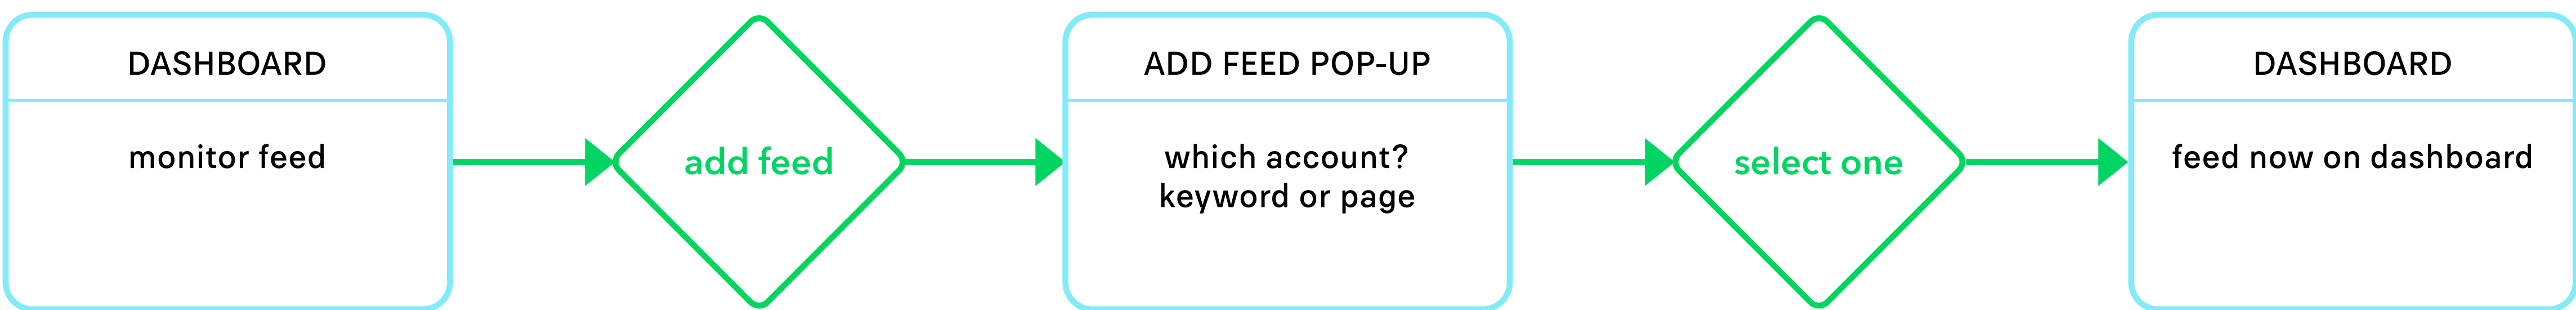 DASHBOARD
monitor feed
add feed
ADD FEED POP-UP
which account?
keyword or page
select one
DASHBOARD
feed now on dashboard